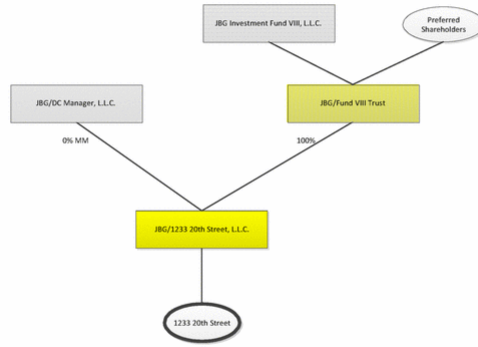 JBG Investment Fund VIII, L.L.C.
Preferred
Shareholders
JBG/DC Manager, L.L.C.
JBG/Fund VIII Trust
0% MM
100%
JBG/1233 20th Street, L.L.C.
1233 20th Street